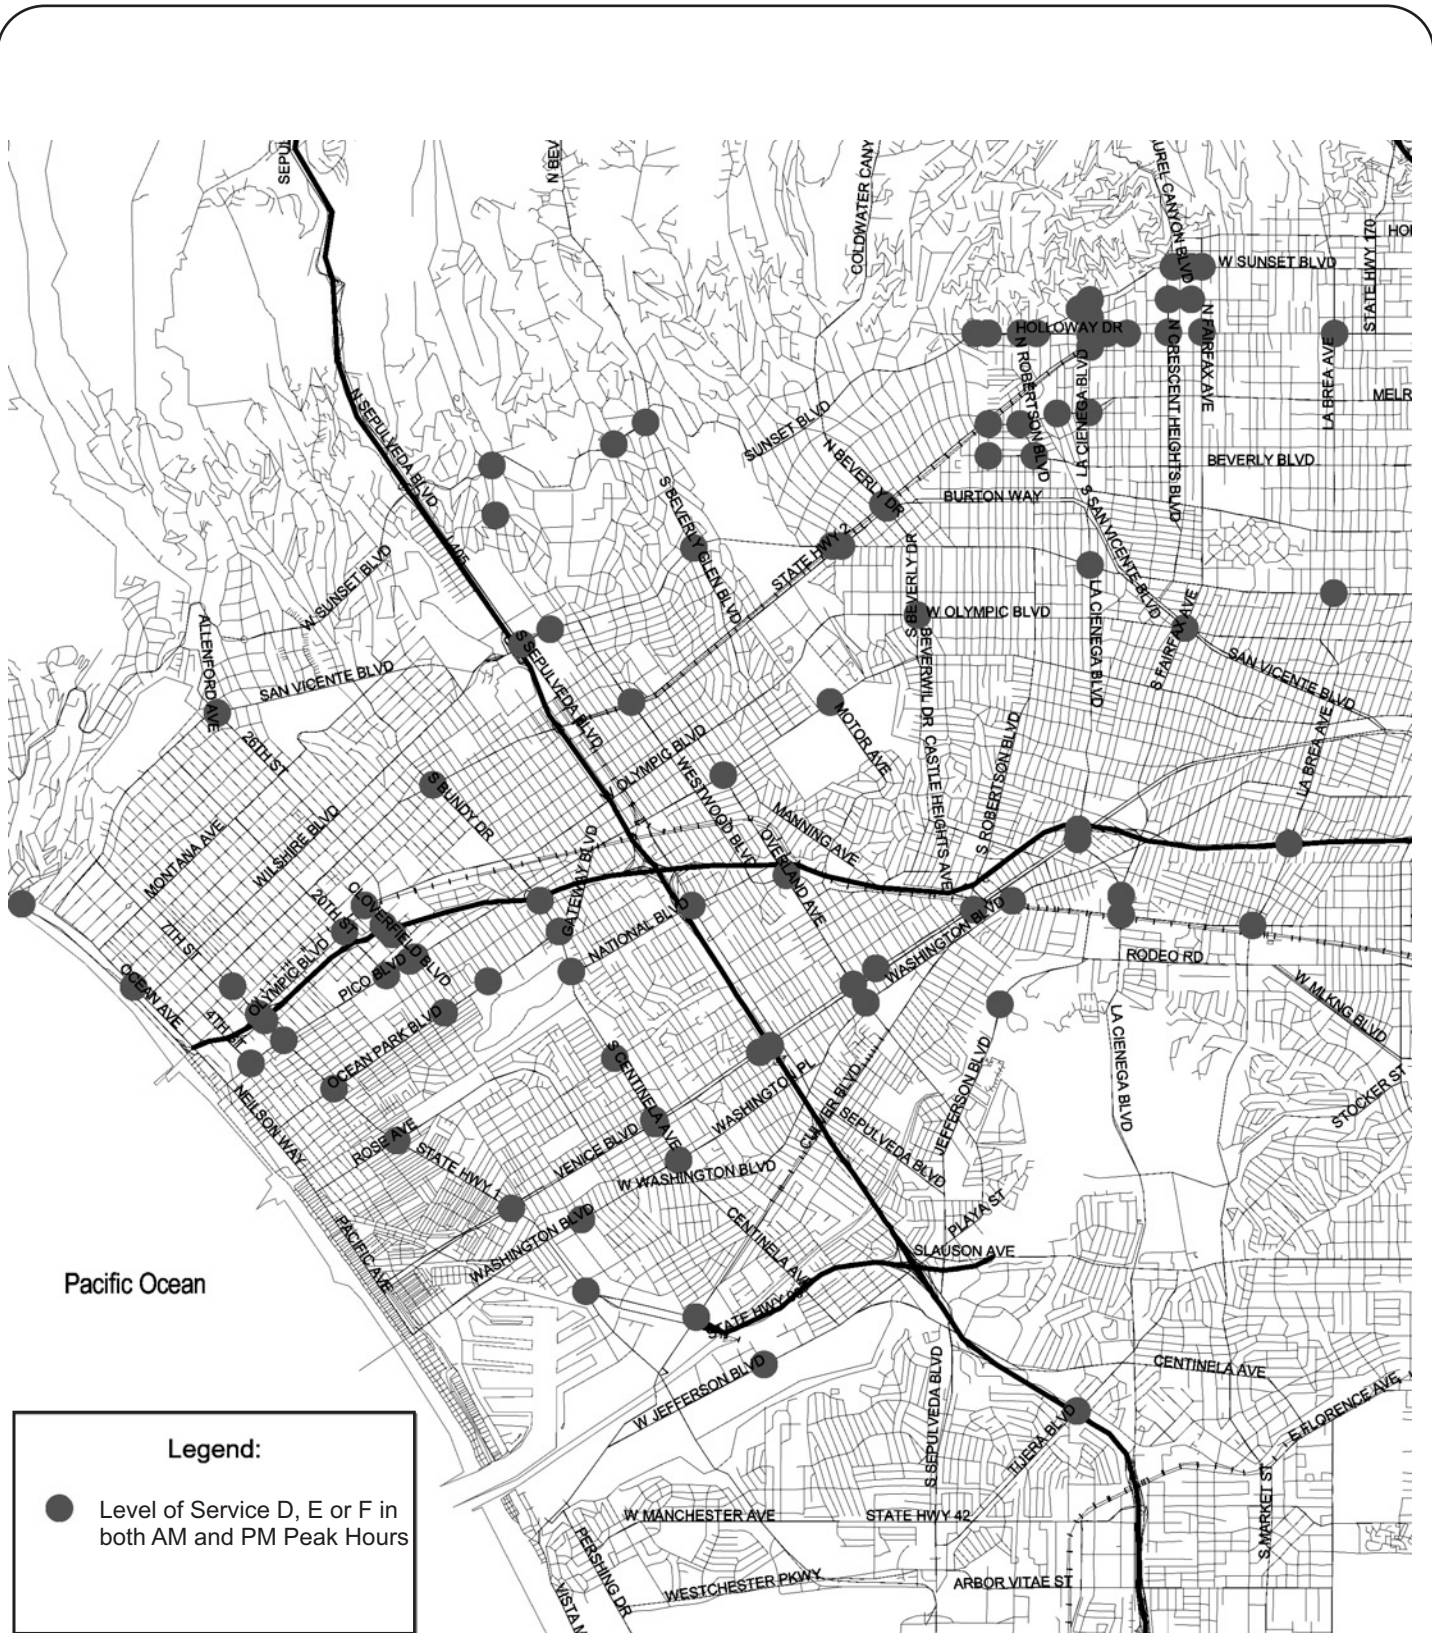 SEPUL
N BEV
COLDWATER CANY
UREL CANYON BLVD
STATE HWY 170
HOL
W SUNSET BLVD
HOLLOWAY DR
N ROBERTSON BLVD
LA CIENEGA BLVD
N CRESCENT HEIGHTS BLVD
N FAIRFAX AVE
LA BREA AVE
MELR
N SEPULVEDA BLVD
SUNSET BLVD
N BEVERLY DR
BEVERLY BLVD
BURTON WAY
S BEVERLY GLEN BLVD
I-405
W SUNSET BLVD
STATE HWY 2
S SAN VICENTE BLVD
S BEVERLY DR
W OLYMPIC BLVD
LA CIENEGA BLVD
S FAIRFAX AVE
ALLENFORD AVE
SAN VICENTE BLVD
S SEPULVEDA BLVD
BEVERWIL DR
SAN VICENTE BLVD
26TH ST
MOTOR AVE
CASTLE HEIGHTS AVE
S ROBERTSON BLVD
LA BREA AVE
W OLYMPIC BLVD
WESTWOOD BLVD
S BUNDY DR
MANNING AVE
MONTANA AVE
WILSHIRE BLVD
OVERLAND AVE
GATEWAY BLVD
20TH ST
CLOVERFIELD BLVD
7TH ST
NATIONAL BLVD
WASHINGTON BLVD
OLYMPIC BLVD
PICO BLVD
RODEO RD
OCEAN AVE
W MLKNG BLVD
4TH ST
OCEAN PARK BLVD
LA CIENEGA BLVD
S CENTINELA AVE
WASHINGTON PL
CULVER BLVD
JEFFERSON BLVD
STOCKER ST
NEILSON WAY
ROSE AVE
SEPULVEDA BLVD
STATE HWY 1
VENICE BLVD
W WASHINGTON BLVD
PACIFIC AVE
WASHINGTON BLVD
CENTINELA AVE
PLAYA ST
SLAUSON AVE
Pacific Ocean
STATE HWY 90
W JEFFERSON BLVD
CENTINELA AVE
S SEPULVEDA BLVD
TIJERA BLVD
E FLORENCE AVE
S MARKET ST
W MANCHESTER AVE
STATE HWY 42
PERSHING DR
WESTCHESTER PKWY
ARBOR VITAE ST
VISTA M
Legend:
Level of Service D, E or F in
both AM and PM Peak Hours